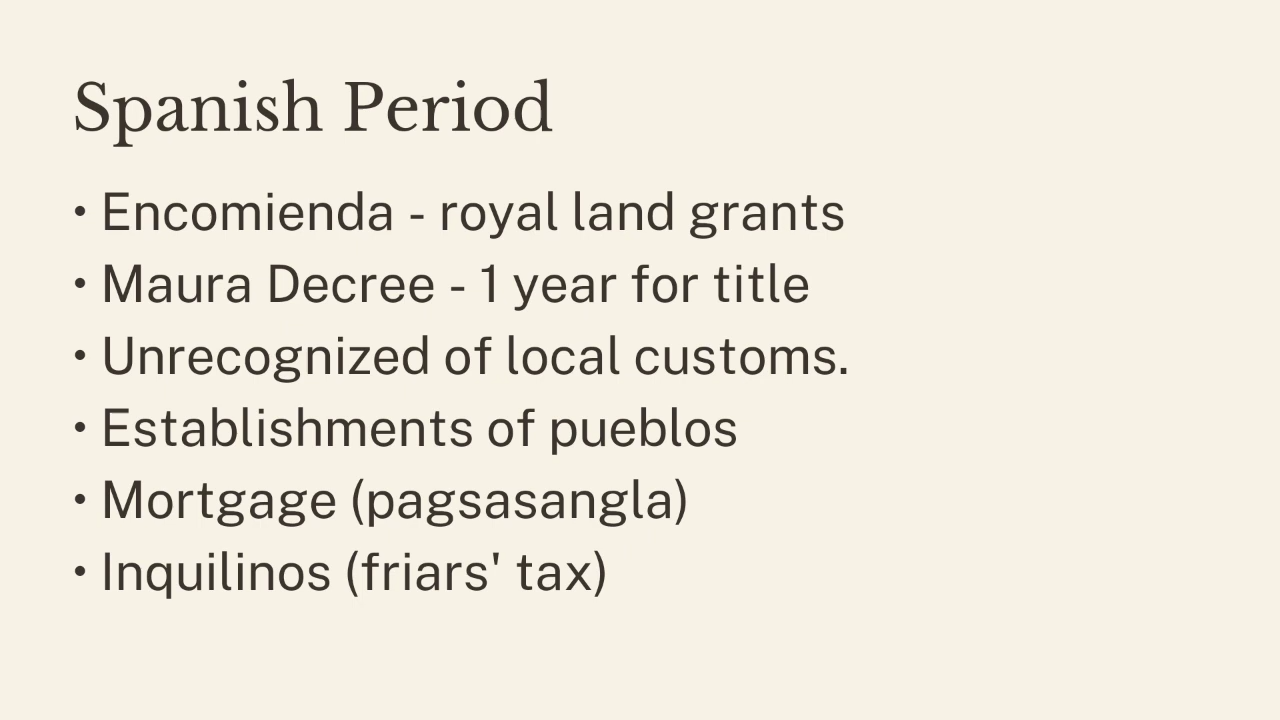 Spanish Period
• Encomienda - royal land grants
• Maura Decree - 1 year for title
• Unrecognized of local customs.
• Establishments of pueblos
• Mortgage (pagsasangla)
• Inquilinos (friars' tax)